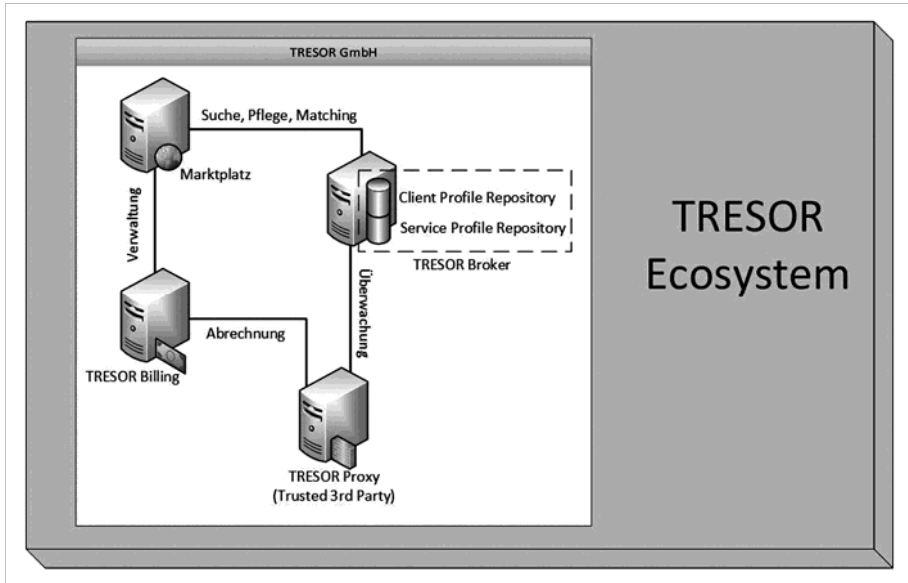 TRESOR GmbH
Suche, Pflege, Matching
Marktplatz
Client Profile Repository
Service Profile Repository
TRESOR Broker
Verwaltung
Überwachung
Abrechnung
TRESOR Billing
TRESOR Proxy
(Trusted 3rd Party)
TRESOR
Ecosystem